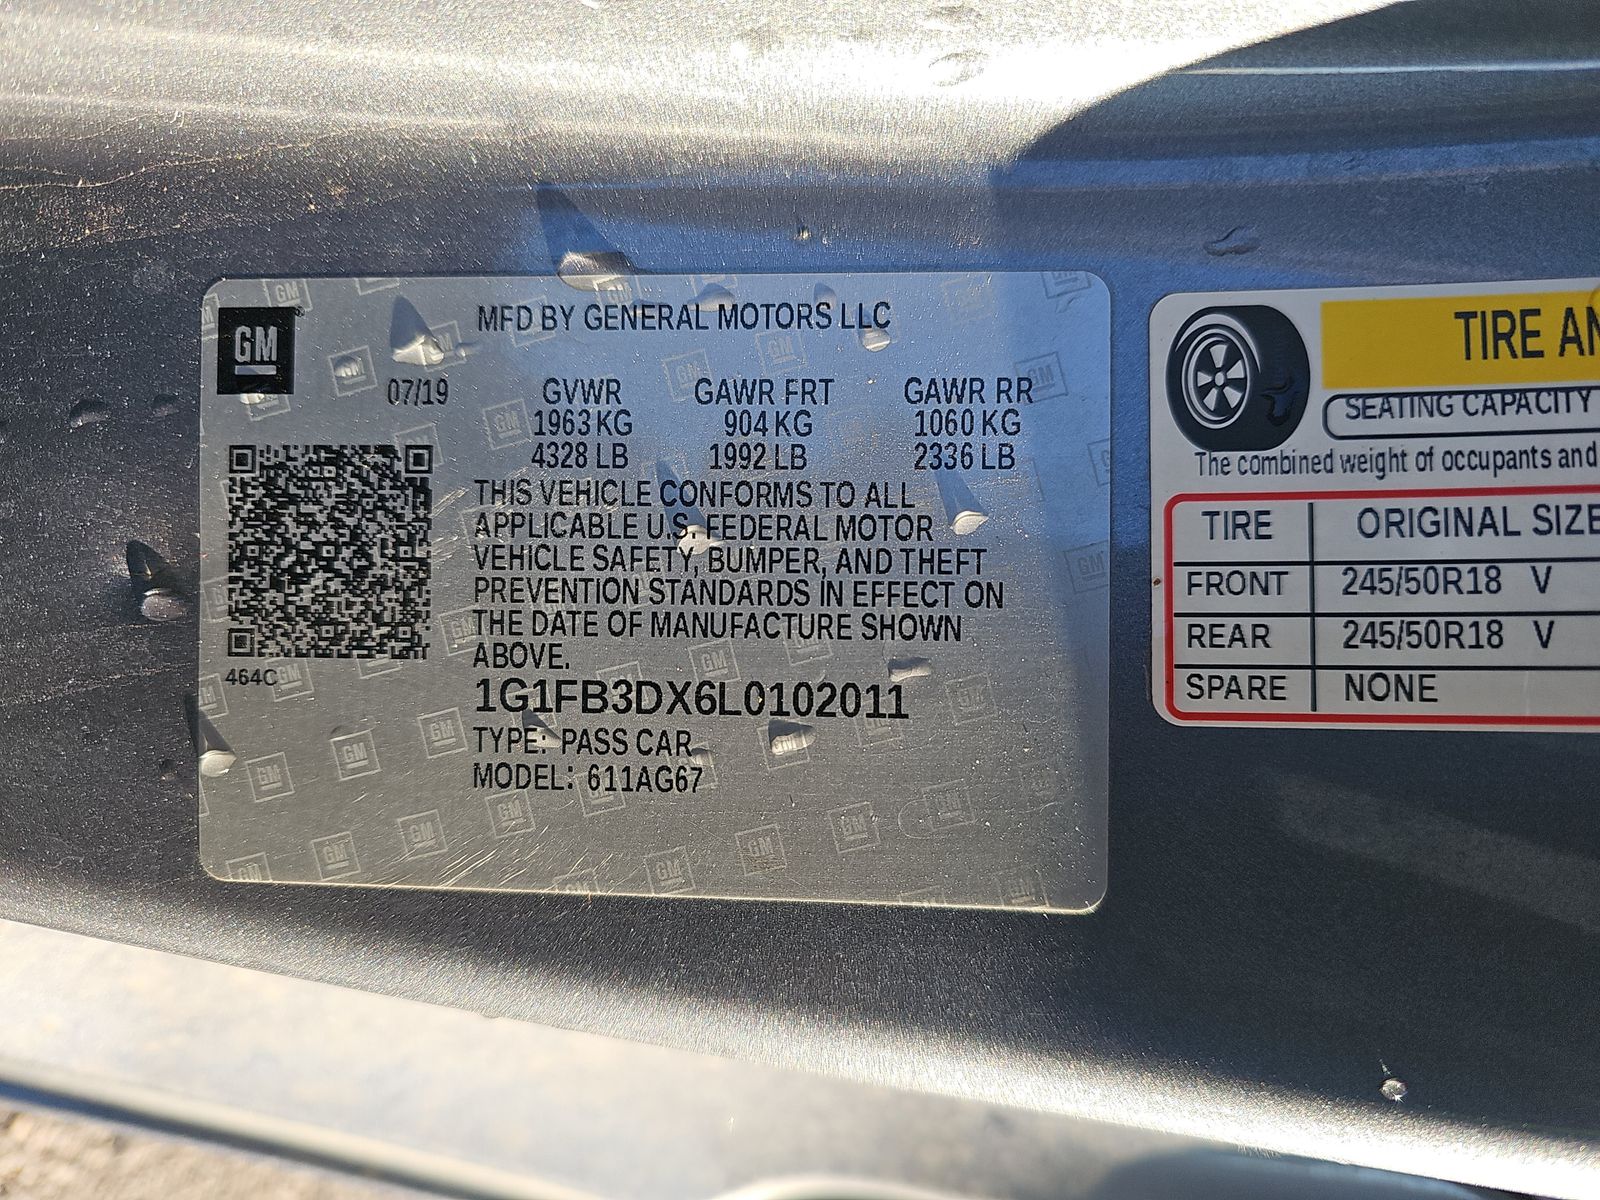 GM
MFD BY GENERAL MOTORS LLC
07/19
GVWR GAWR FRT GAWR RR
1963 KG 904 KG 1060 KG
4328 LB 1992 LB 2336 LB
THIS VEHICLE CONFORMS TO ALL
APPLICABLE U.S. FEDERAL MOTOR
VEHICLE SAFETY, BUMPER, AND THEFT
PREVENTION STANDARDS IN EFFECT ON
THE DATE OF MANUFACTURE SHOWN
ABOVE.
464C
1G1FB3DX6L0102011
TYPE: PASS CAR
MODEL: 611AG67
TIRE AN
SEATING CAPACITY
The combined weight of occupants and
TIRE ORIGINAL SIZE
FRONT 245/50R18 V
REAR 245/50R18 V
SPARE NONE